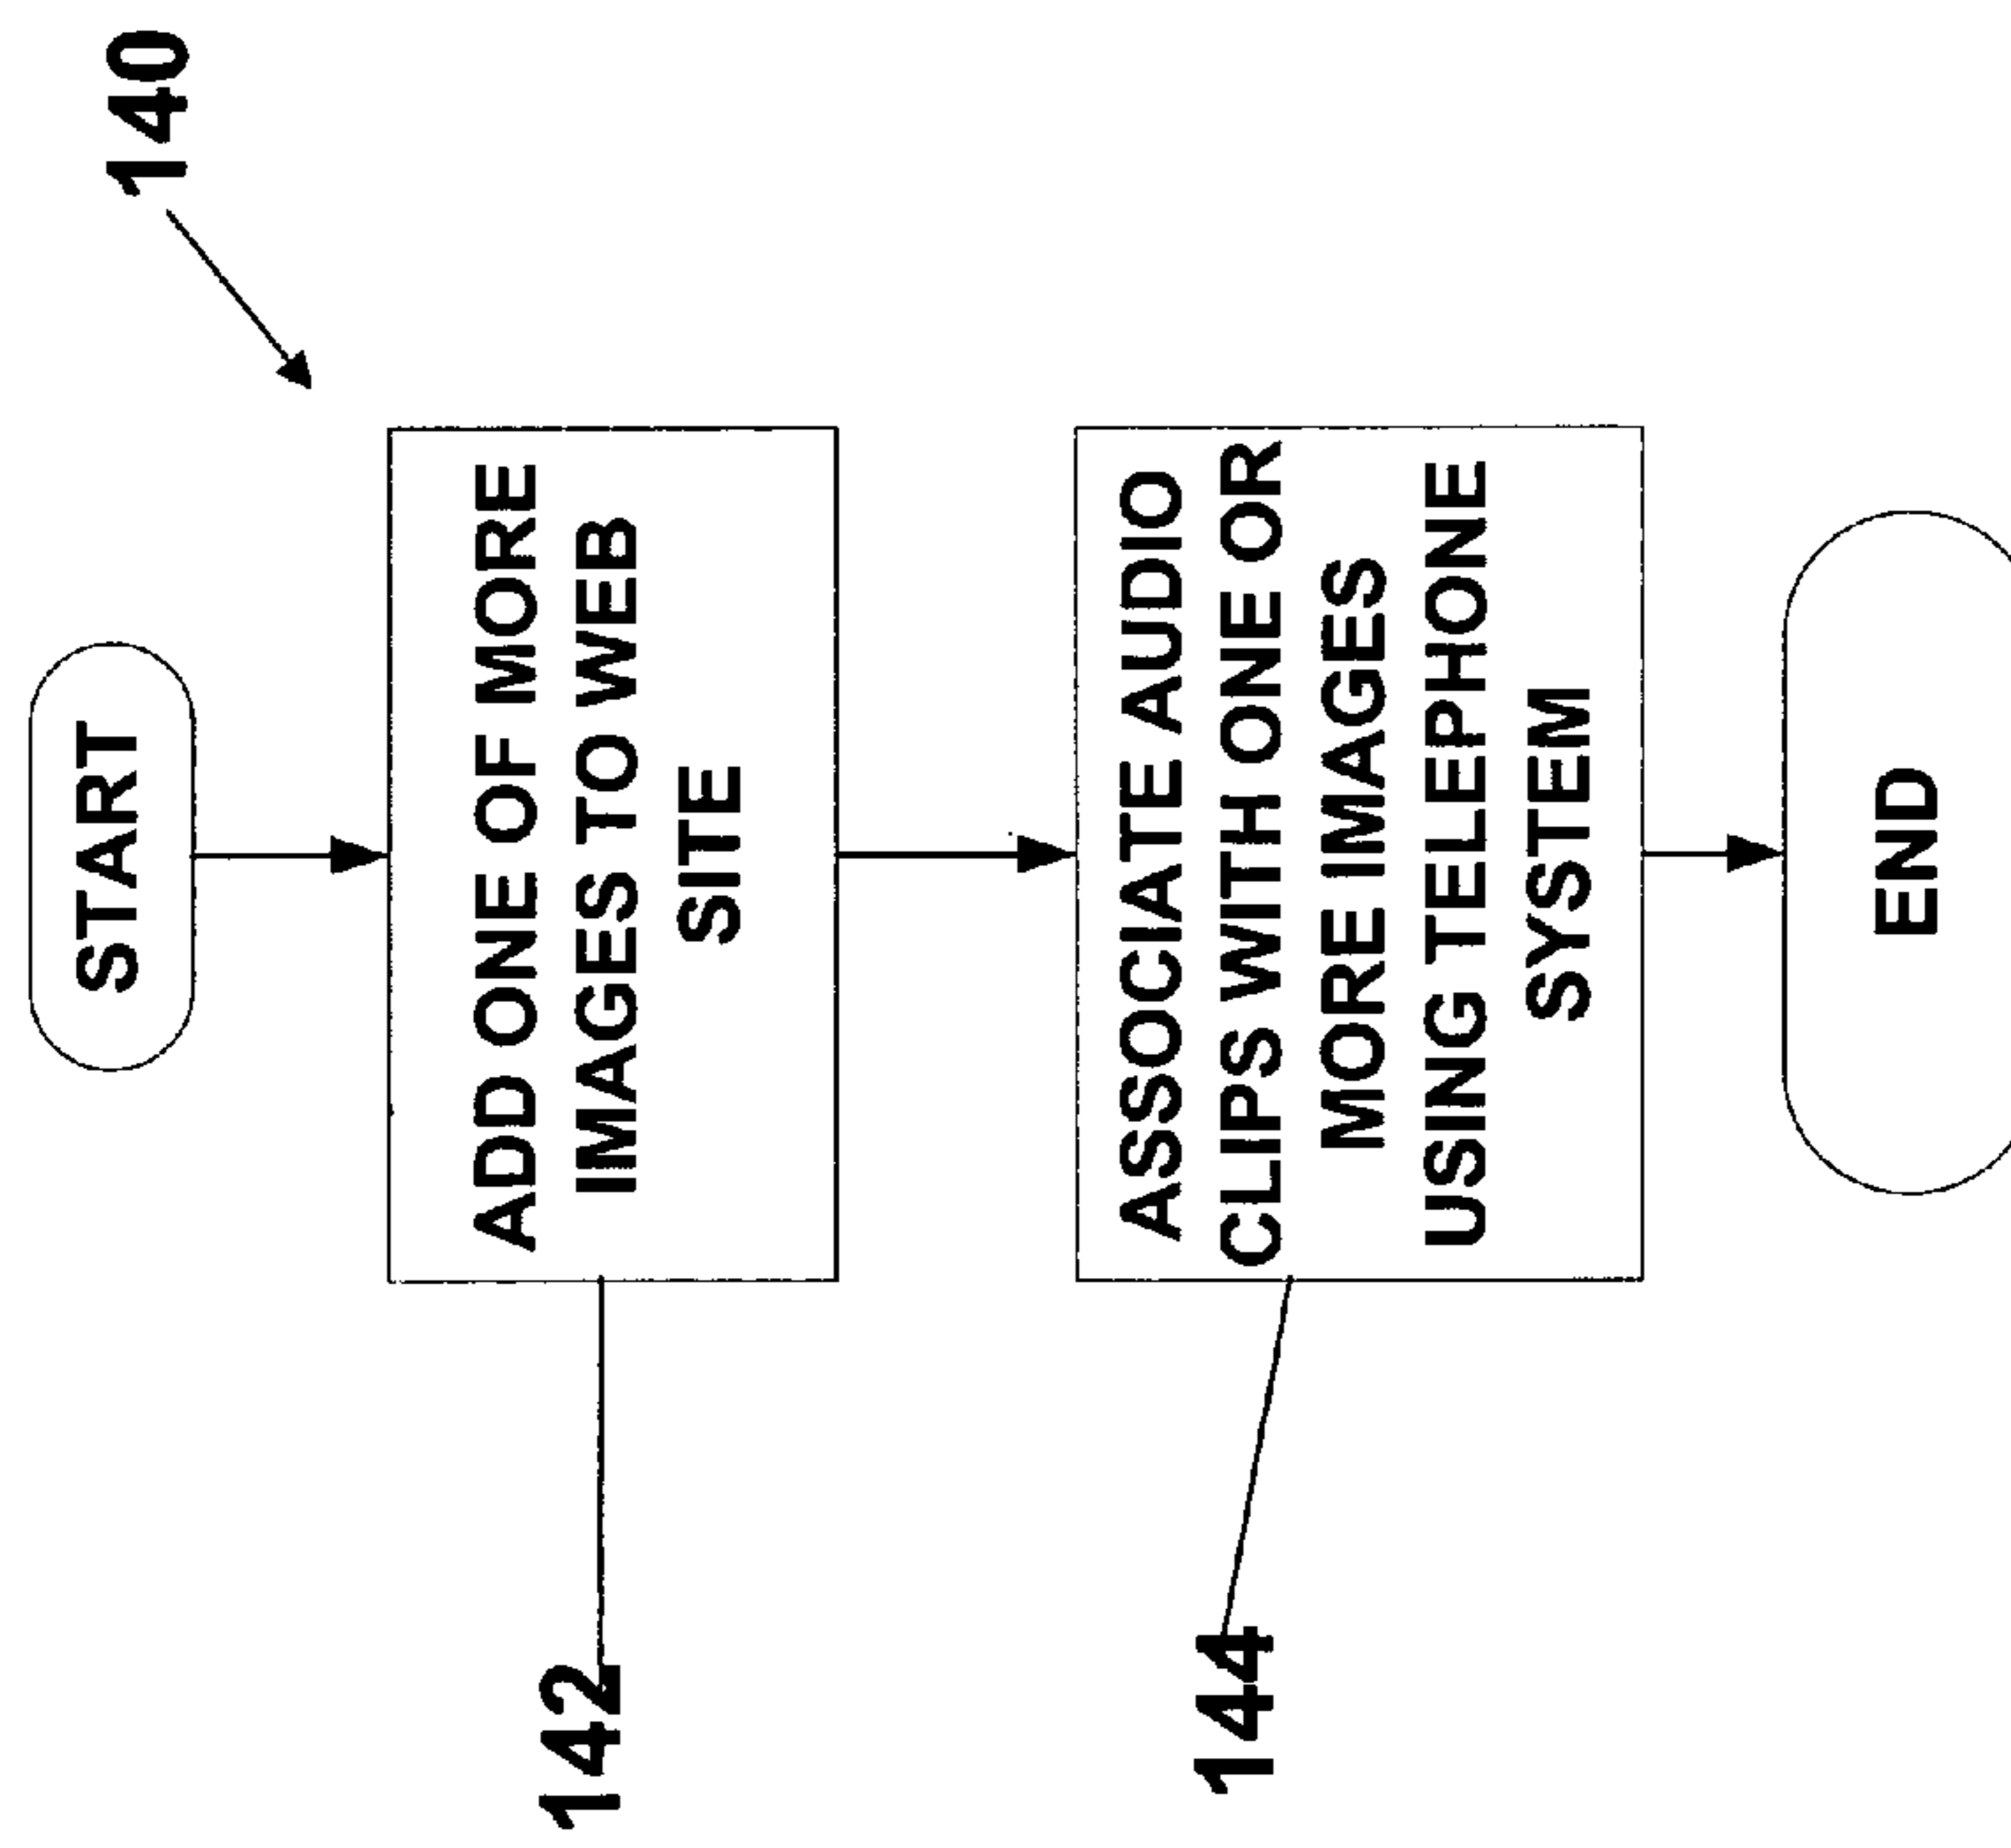 140
START
ADD ONE OF MORE
IMAGES TO WEB
SITE
142
ASSOCIATE AUDIO
CLIPS WITH ONE OR
MORE IMAGES
USING TELEPHONE
SYSTEM
144
END